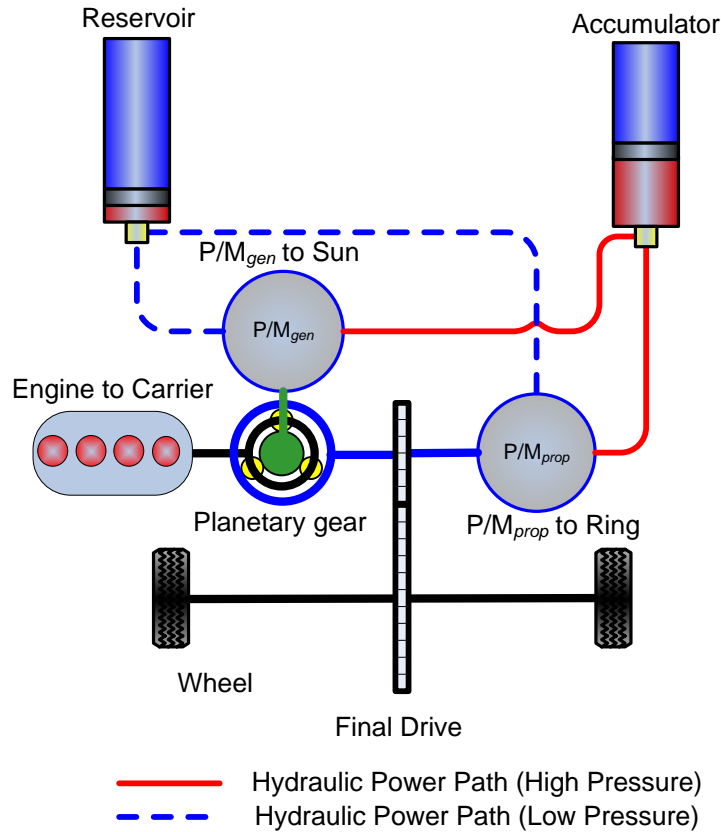 Reservoir
Accumulator
P/Mgen to Sun
P/Mgen
Engine to Carrier
P/Mprop
Planetary gear
P/Mprop to Ring
Wheel
Final Drive
Hydraulic Power Path (High Pressure)
Hydraulic Power Path (Low Pressure)